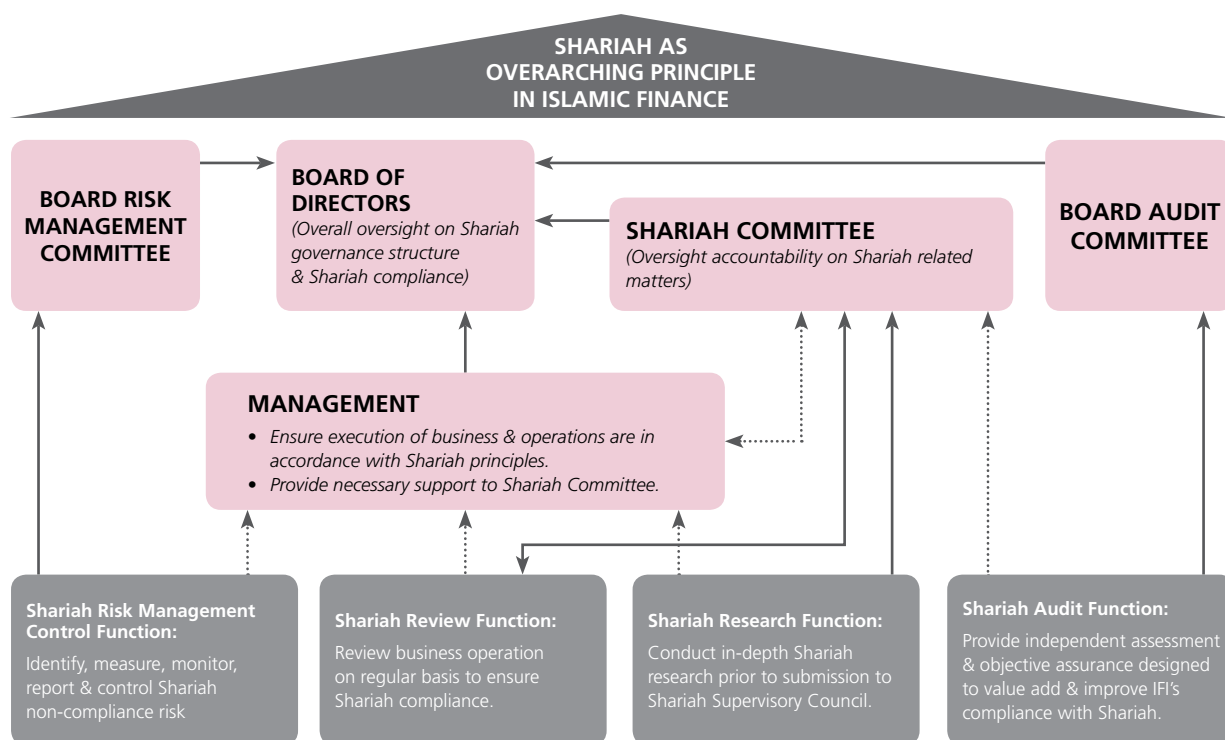 SHARIAH AS
OVERARCHING PRINCIPLE
IN ISLAMIC FINANCE
BOARD RISK
MANAGEMENT
COMMITTEE
BOARD OF
DIRECTORS
(Overall oversight on Shariah
governance structure
& Shariah compliance)
SHARIAH COMMITTEE
(Oversight accountability on Shariah related
matters)
BOARD AUDIT
COMMITTEE
MANAGEMENT
• Ensure execution of business & operations are in
accordance with Shariah principles.
• Provide necessary support to Shariah Committee.
Shariah Risk Management
Control Function:
Identify, measure, monitor,
report & control Shariah
non-compliance risk
Shariah Review Function:
Review business operation
on regular basis to ensure
Shariah compliance.
Shariah Research Function:
Conduct in-depth Shariah
research prior to submission to
Shariah Supervisory Council.
Shariah Audit Function:
Provide independent assessment
& objective assurance designed
to value add & improve IFI's
compliance with Shariah.